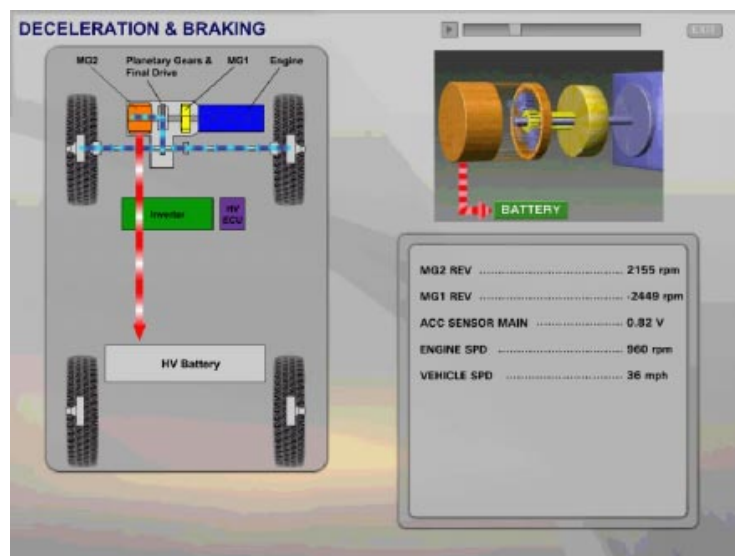 DECELERATION & BRAKING
EXIT
MG2
Planetary Gears &
Final Drive
MG1
Engine
Inverter
HV
ECU
HV Battery
BATTERY
MG2 REV ................................ 2155 rpm
MG1 REV ................................ -2449 rpm
ACC SENSOR MAIN .................... 0.82 V
ENGINE SPD ............................ 960 rpm
VEHICLE SPD ........................... 36 mph